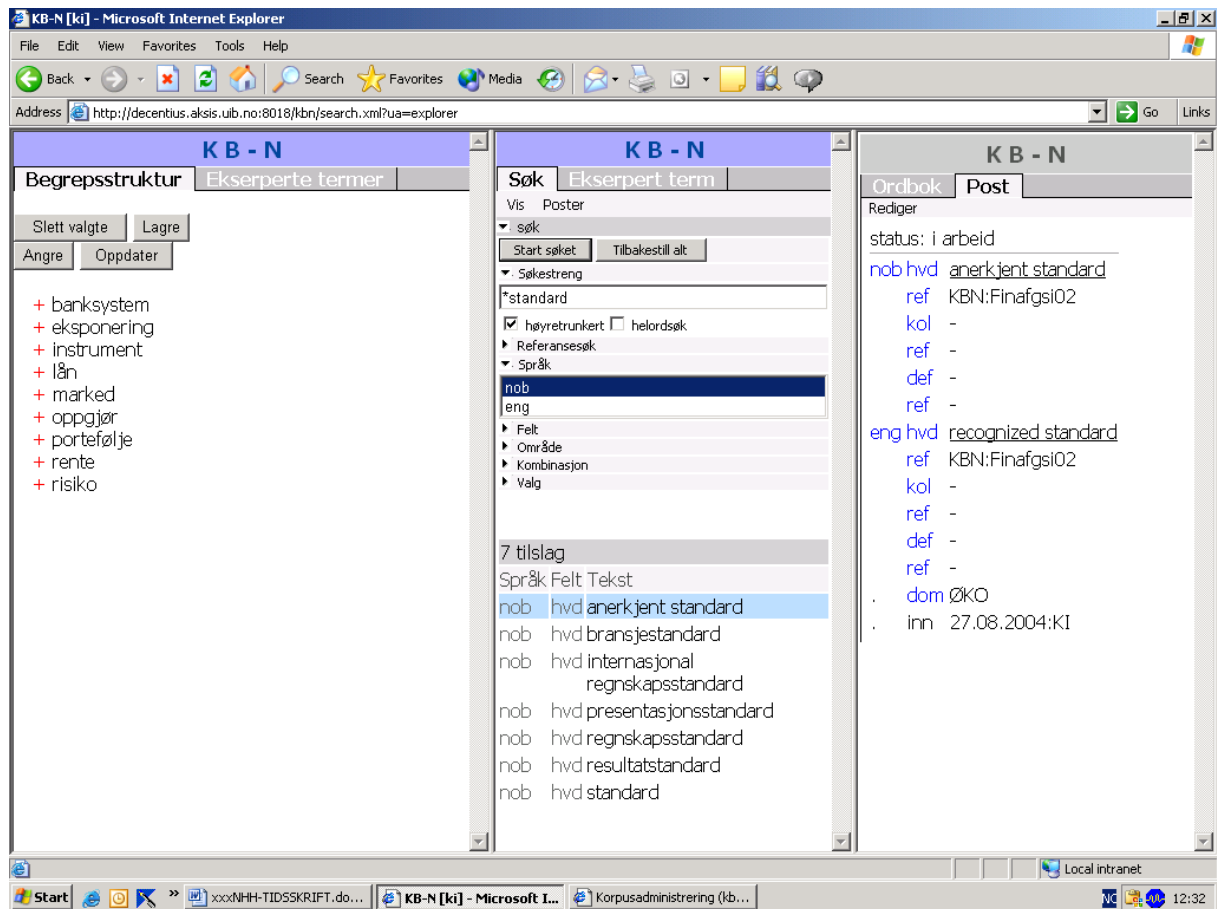 KB-N [ki] - Microsoft Internet Explorer
File Edit View Favorites Tools Help
Back Search Favorites Media
Address http://decentius.aksis.uib.no:8018/kbn/search.xml?ua=explorer Go Links
KB-N
Begrepsstruktur Ekserperte termer
Slett valgte Lagre
Angre Oppdater
+ banksystem
+ eksponering
+ instrument
+ lån
+ marked
+ oppgjør
+ portefølje
+ rente
+ risiko
KB-N
Søk Ekserpert term
Vis Poster
søk
Start søket Tilbakestill alt
Søkestreng
*standard
høyretrunkert helordsøk
Referansesøk
Språk
nob
eng
Felt
Område
Kombinasjon
Valg
7 tilslag
Språk Felt Tekst
nob hvd anerkjent standard
nob hvd bransjestandard
nob hvd internasjonal
regnskapsstandard
nob hvd presentasjonsstandard
nob hvd regnskapsstandard
nob hvd resultatstandard
nob hvd standard
KB-N
Ordbok Post
Rediger
status: i arbeid
nob hvd anerkjent standard
ref KBN:Finafgsi02
kol -
ref -
def -
ref -
eng hvd recognized standard
ref KBN:Finafgsi02
kol -
ref -
def -
ref -
. dom ØKO
. inn 27.08.2004:KI
Local intranet
Start » xxxNHH-TIDSSKRIFT.do... KB-N [ki] - Microsoft I... Korpusadministrering (kb... NO 12:32